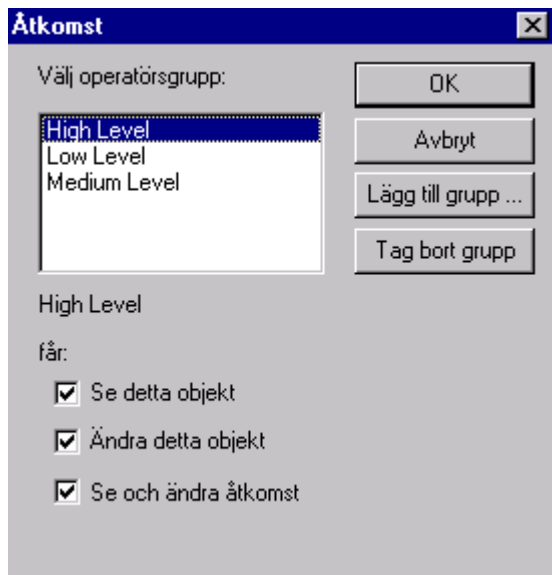 Åtkomst
Välj operatörsgrupp:
High Level
Low Level
Medium Level
OK
Avbryt
Lägg till grupp ...
Tag bort grupp
High Level
får:
Se detta objekt
Ändra detta objekt
Se och ändra åtkomst